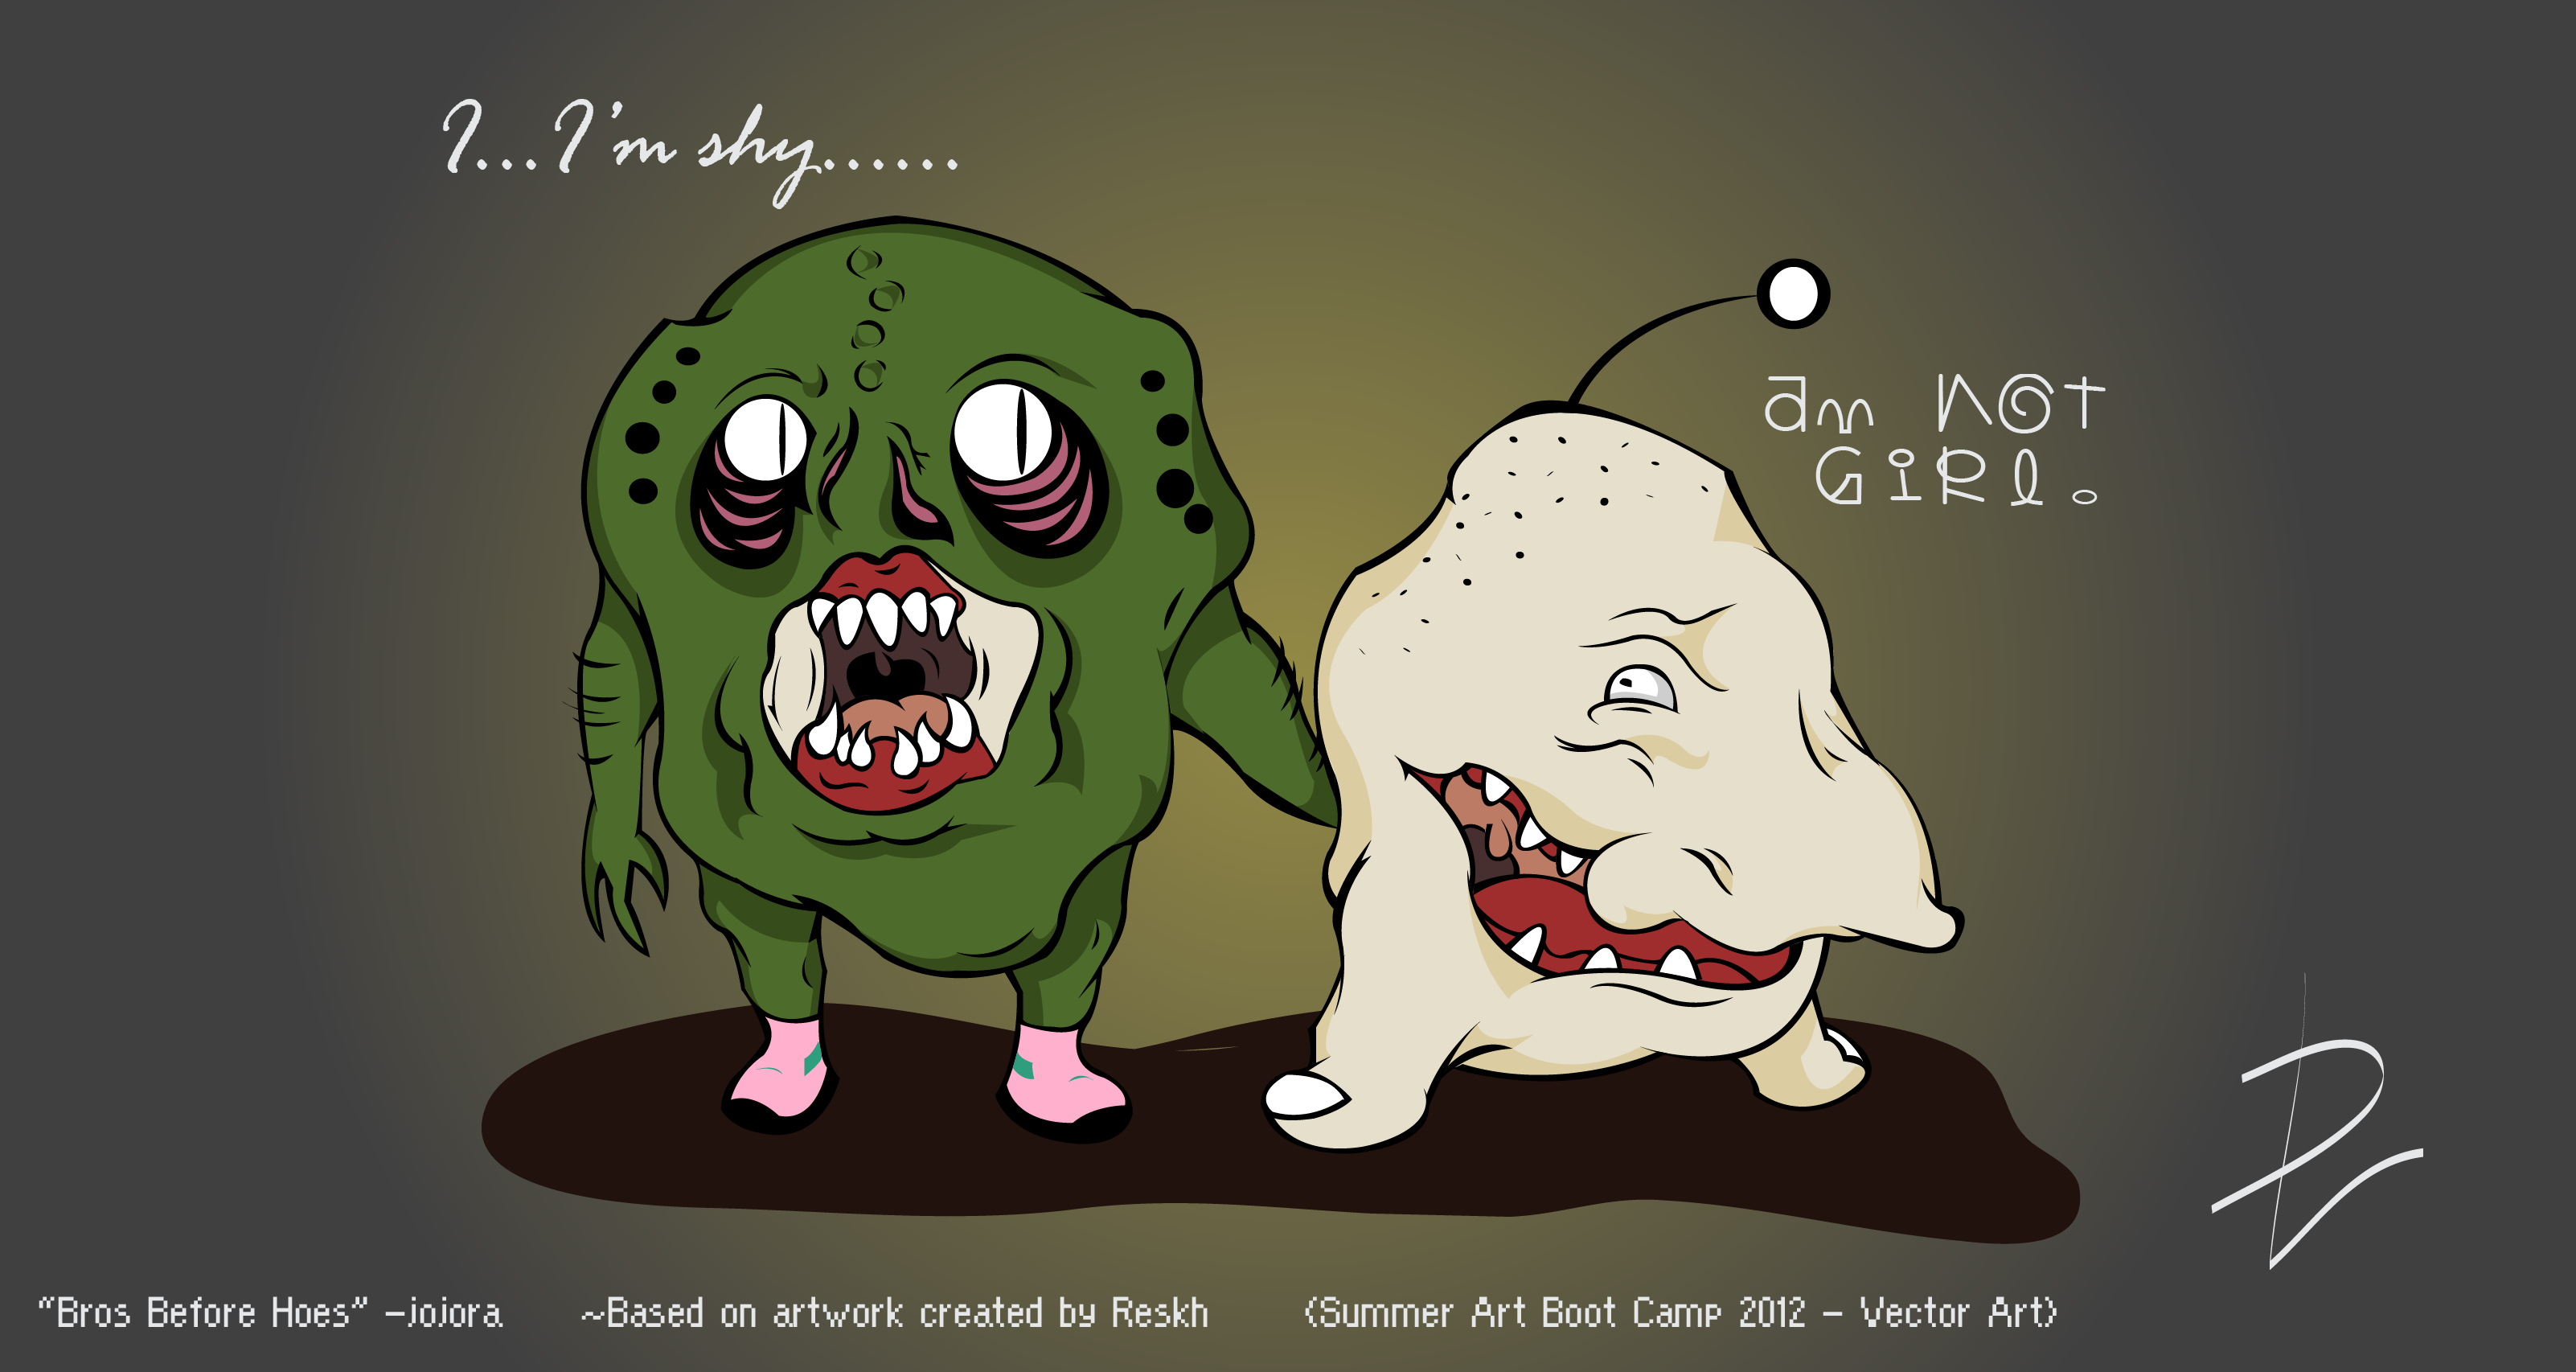 I...I'm shy......
am NOT
GiRl.
"Bros Before Hoes" -jojora ~Based on artwork created by Reskh (Summer Art Boot Camp 2012 - Vector Art)